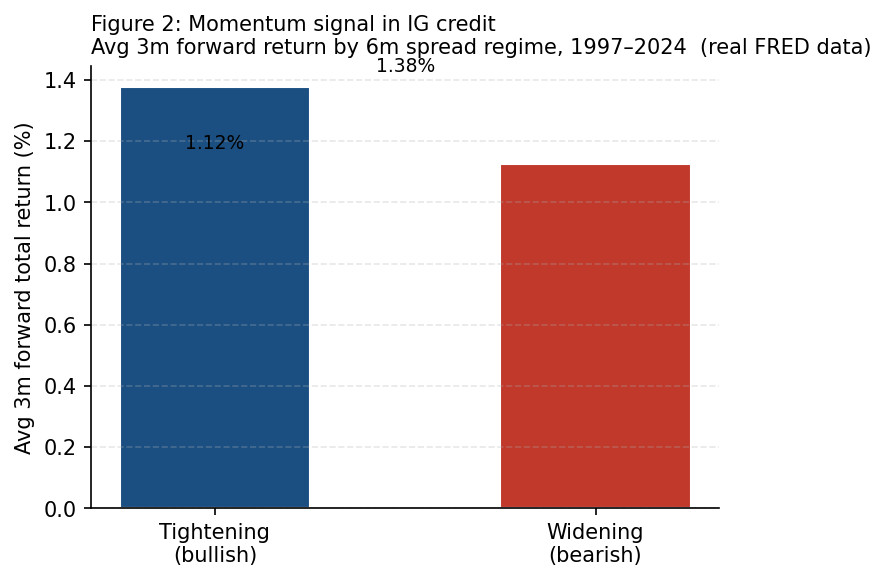 Figure 2: Momentum signal in IG credit
Avg 3m forward return by 6m spread regime, 1997–2024  (real FRED data)
1.38%
1.12%
Avg 3m forward total return (%)
1.4
1.2
1.0
0.8
0.6
0.4
0.2
0.0
Tightening
(bullish)
Widening
(bearish)